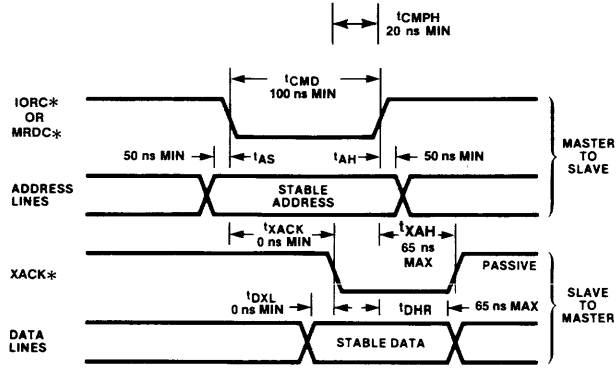 tCMPH
20 ns MIN
tCMD
100 ns MIN
IORC*
OR
MRDC*
50 ns MIN
tAS
tAH
50 ns MIN
MASTER
TO
SLAVE
ADDRESS
LINES
STABLE
ADDRESS
tXACK
0 ns MIN
tXAH
65 ns
MAX
XACK*
PASSIVE
tDXL
0 ns MIN
tDHR
65 ns MAX
SLAVE
TO
MASTER
DATA
LINES
STABLE DATA